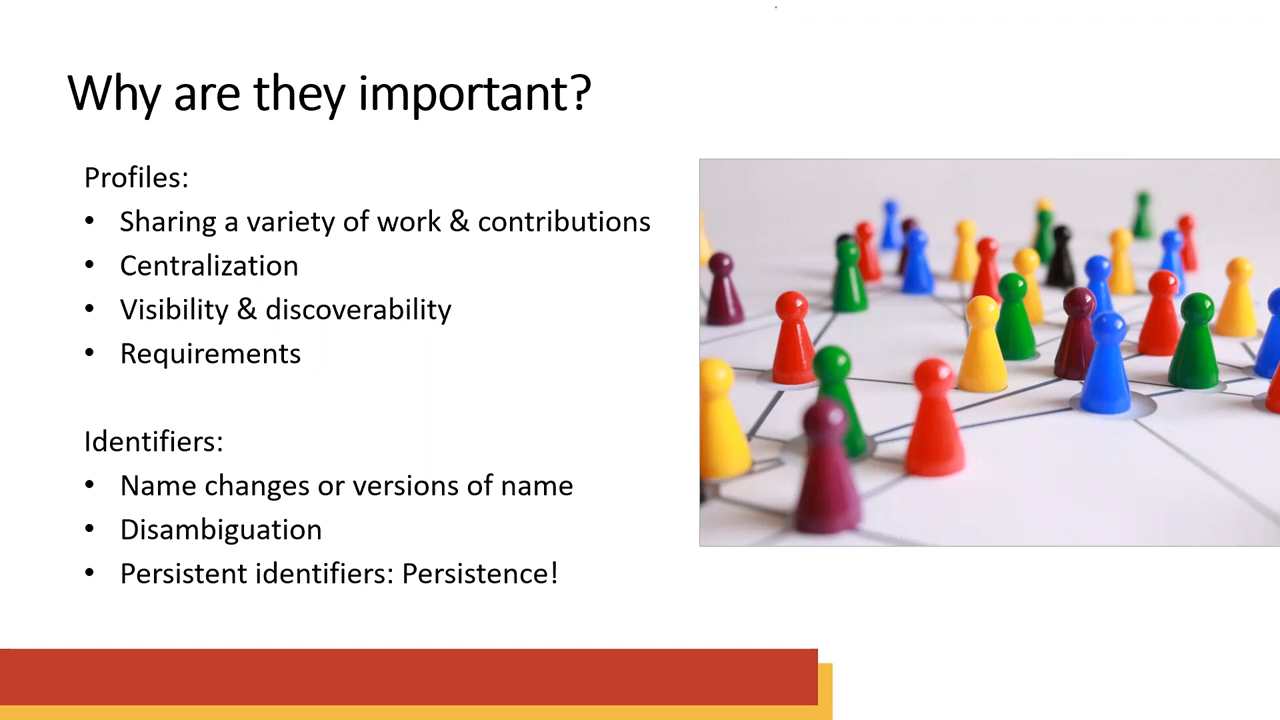 Why are they important?
Profiles:
• Sharing a variety of work & contributions
• Centralization
• Visibility & discoverability
• Requirements
Identifiers:
• Name changes or versions of name
• Disambiguation
• Persistent identifiers: Persistence!